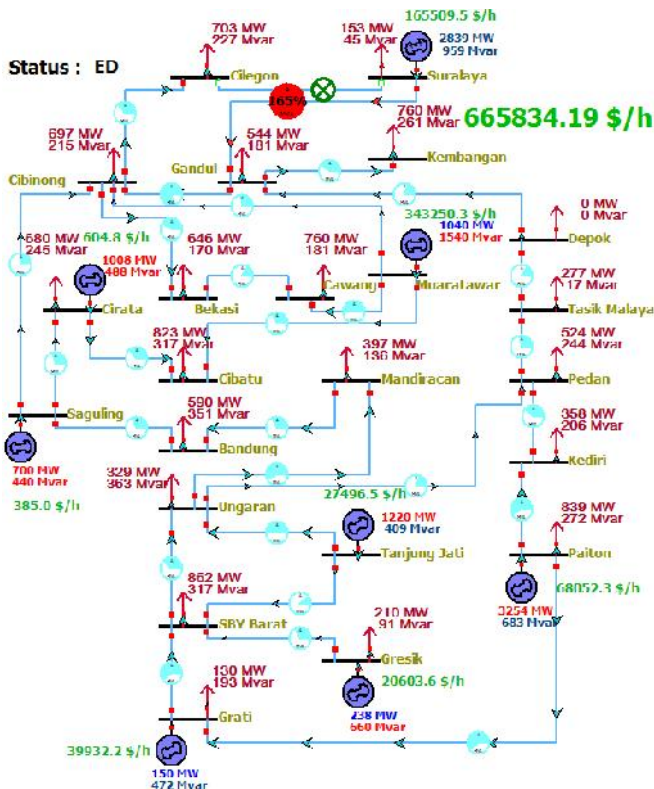 165509.5 $/h
703 MW
227 Mvar
153 MW
45 Mvar
2839 MW
959 Mvar
Status : ED
Cilegon
Suralaya
165%
760 MW
261 Mvar
665834.19 $/h
697 MW
215 Mvar
544 MW
181 Mvar
Gandul
Kembangan
Cibinong
0 MW
0 Mvar
343250.3 $/h
680 MW
245 Mvar
604.8 $/h
646 MW
170 Mvar
760 MW
181 Mvar
1040 MW
1540 Mvar
Depok
1008 MW
488 Mvar
277 MW
17 Mvar
Cirata
Bekasi
Cawang
MuaraTawar
Tasik Malaya
823 MW
317 Mvar
397 MW
136 Mvar
524 MW
244 Mvar
Cibatu
Mandiracan
Pedan
590 MW
351 Mvar
358 MW
206 Mvar
Saguling
Bandung
Kediri
700 MW
440 Mvar
385.0 $/h
329 MW
363 Mvar
27496.5 $/h
Ungaran
1220 MW
409 Mvar
839 MW
272 Mvar
Tanjung Jati
Paiton
862 MW
317 Mvar
68052.3 $/h
3254 MW
683 Mvar
SBY Barat
210 MW
91 Mvar
Gresik
130 MW
193 Mvar
20603.6 $/h
238 MW
660 Mvar
Grati
39932.2 $/h
150 MW
472 Mvar